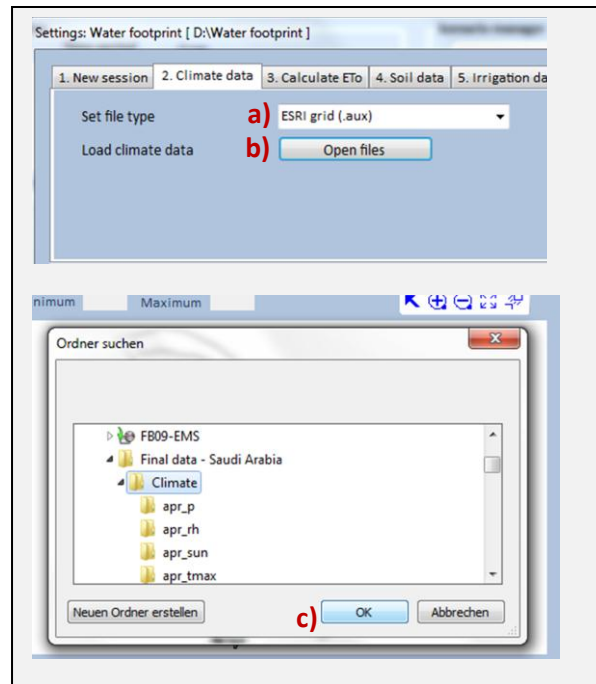 Settings: Water footprint [ D:\Water footprint ]
1. New session 2. Climate data 3. Calculate ETo 4. Soil data 5. Irrigation da
Set file type a) ESRI grid (.aux)
Load climate data b) Open files
nimum Maximum
Ordner suchen
FB09-EMS
Final data - Saudi Arabia
Climate
apr_p
apr_rh
apr_sun
apr_tmax
Neuen Ordner erstellen c) OK Abbrechen